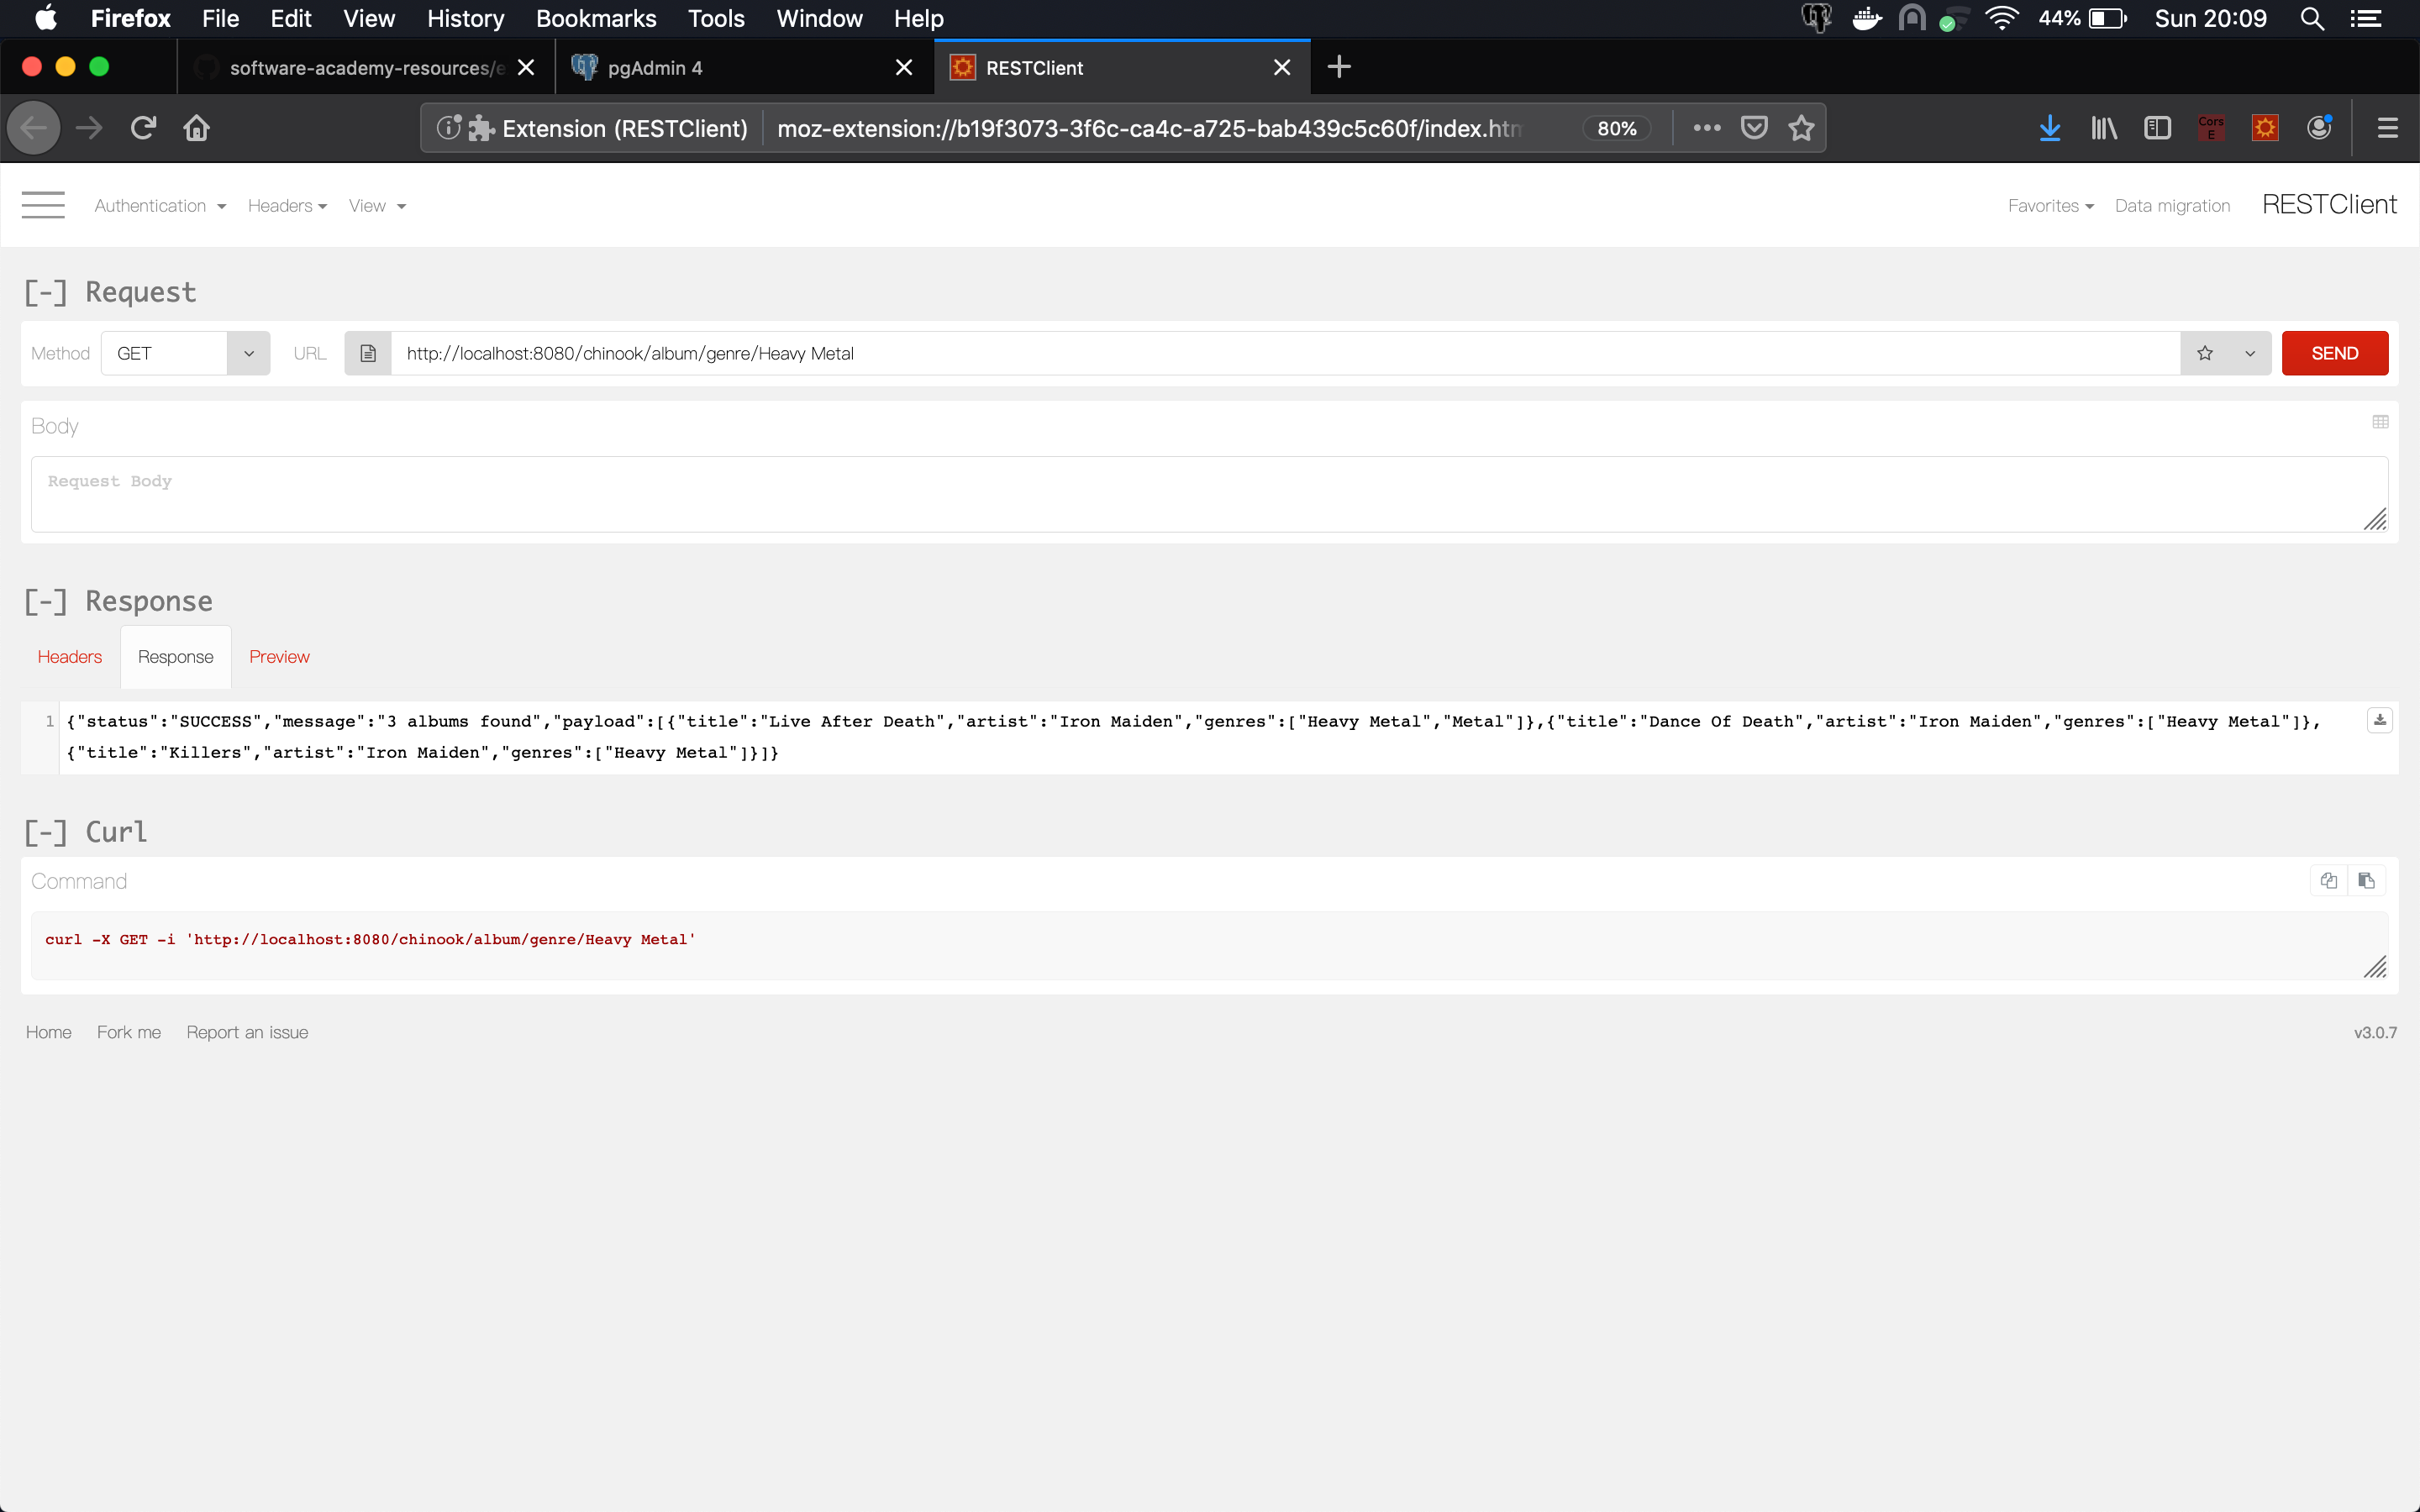 Firefox File Edit View History Bookmarks Tools Window Help 44% Sun 20:09
software-academy-resources/e pgAdmin 4 RESTClient
Extension (RESTClient) moz-extension://b19f3073-3f6c-ca4c-a725-bab439c5c60f/index.htm 80% Cors E
Authentication Headers View Favorites Data migration RESTClient
[-] Request
Method GET URL http://localhost:8080/chinook/album/genre/Heavy Metal SEND
Body
Request Body
[-] Response
Headers Response Preview
1 {"status":"SUCCESS","message":"3 albums found","payload":[{"title":"Live After Death","artist":"Iron Maiden","genres":["Heavy Metal","Metal"]},{"title":"Dance Of Death","artist":"Iron Maiden","genres":["Heavy Metal"]},
{"title":"Killers","artist":"Iron Maiden","genres":["Heavy Metal"]}]}
[-] Curl
Command
curl -X GET -i 'http://localhost:8080/chinook/album/genre/Heavy Metal'
Home Fork me Report an issue v3.0.7